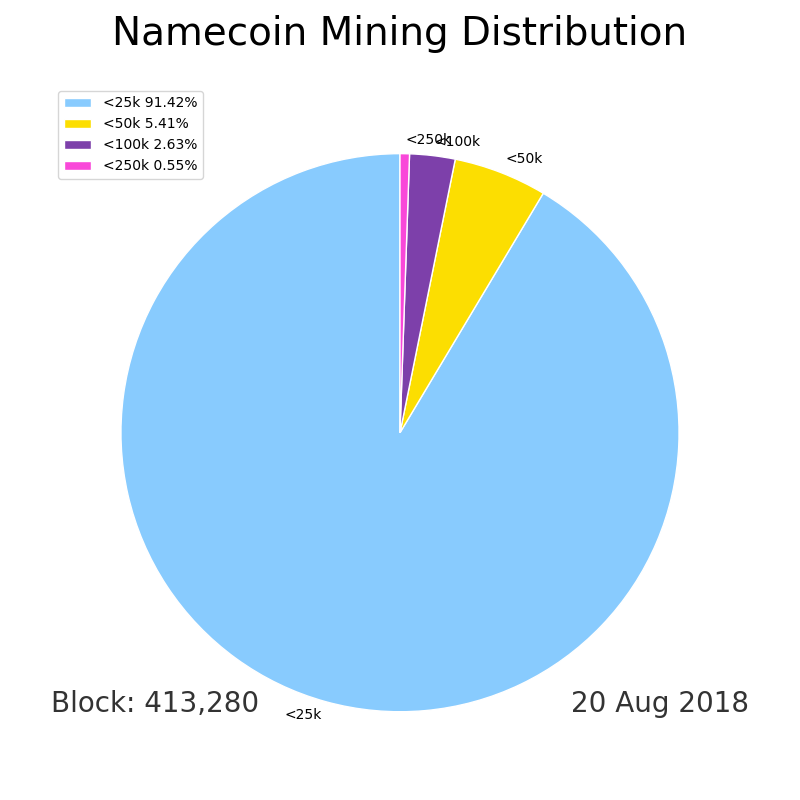 Namecoin Mining Distribution
<25k 91.42%
<50k 5.41%
<100k 2.63%
<250k 0.55%
<250k
<100k
<50k
<25k
Block: 413,280
20 Aug 2018